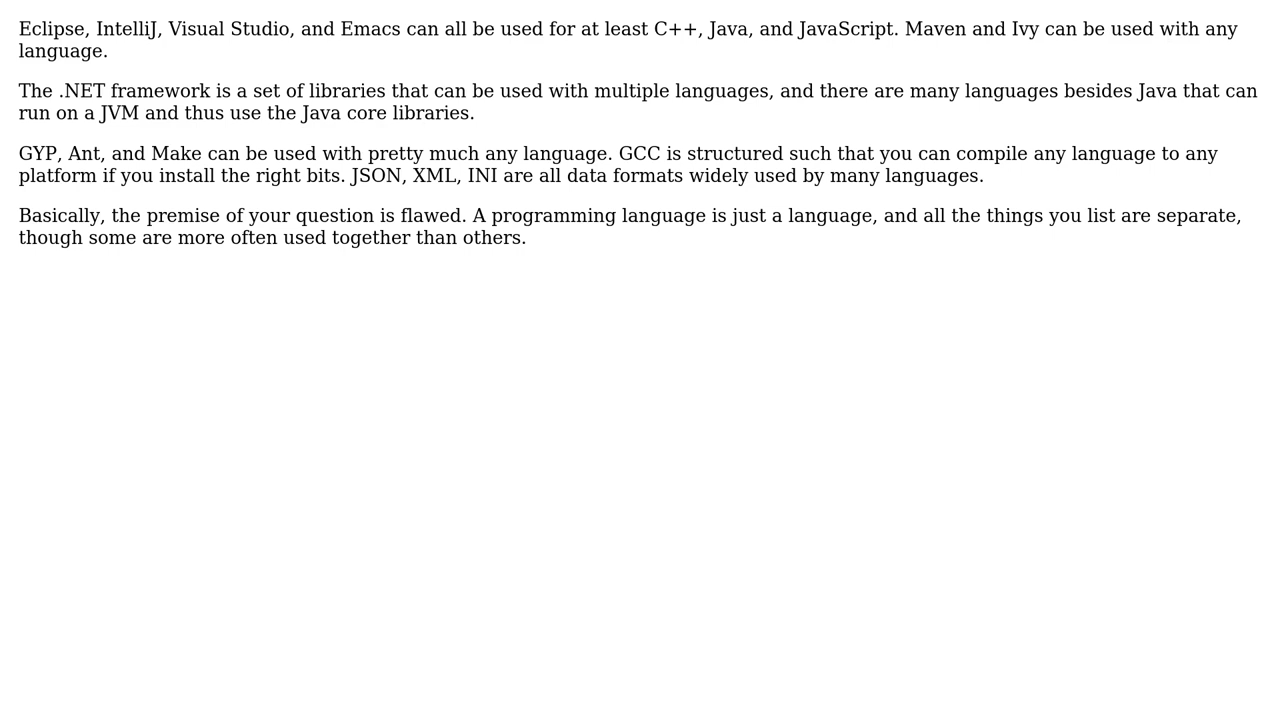 Eclipse, IntelliJ, Visual Studio, and Emacs can all be used for at least C++, Java, and JavaScript. Maven and Ivy can be used with any
language.
The .NET framework is a set of libraries that can be used with multiple languages, and there are many languages besides Java that can
run on a JVM and thus use the Java core libraries.
GYP, Ant, and Make can be used with pretty much any language. GCC is structured such that you can compile any language to any
platform if you install the right bits. JSON, XML, INI are all data formats widely used by many languages.
Basically, the premise of your question is flawed. A programming language is just a language, and all the things you list are separate,
though some are more often used together than others.